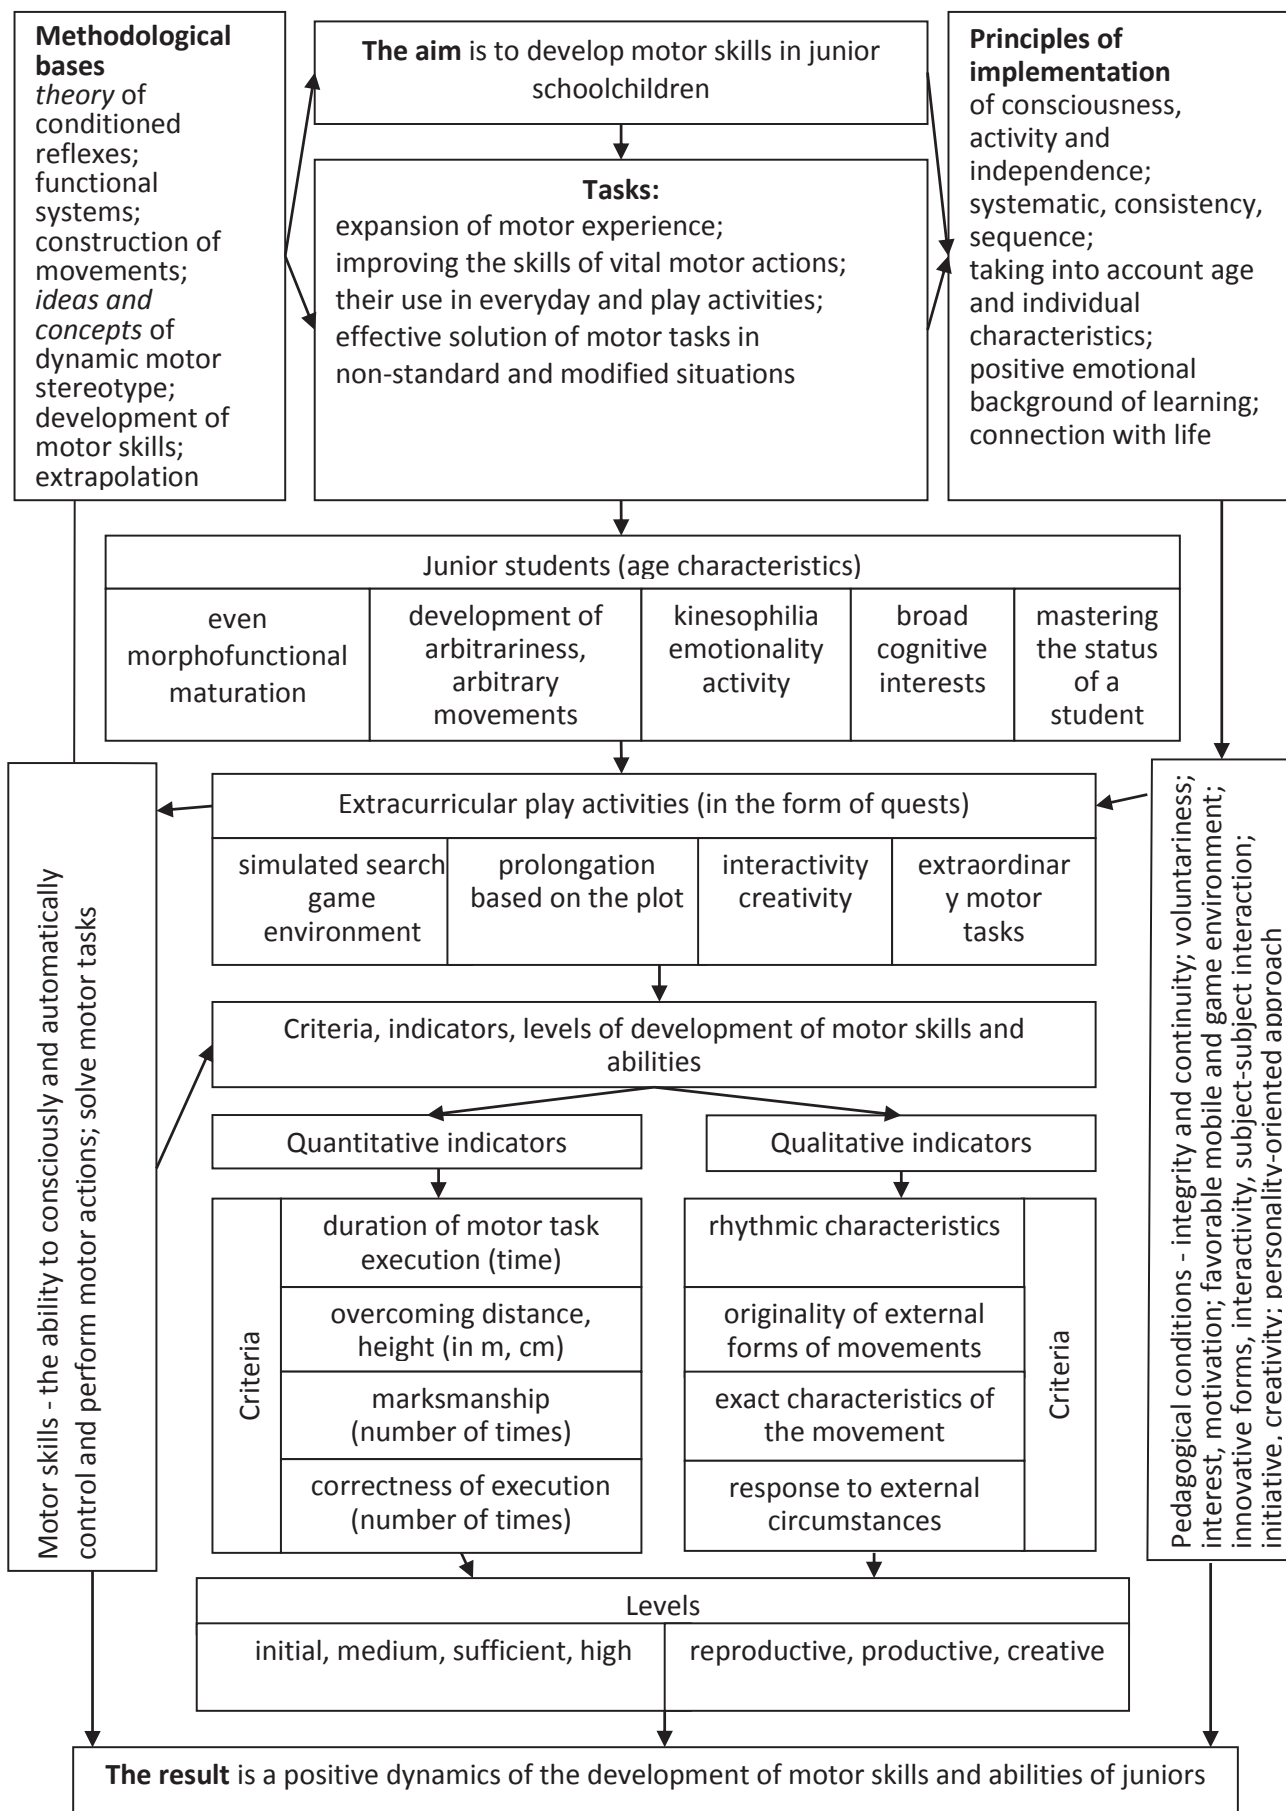 Methodological
bases
theory of
conditioned
reflexes;
functional
systems;
construction of
movements;
ideas and
concepts of
dynamic motor
stereotype;
development of
motor skills;
extrapolation
The aim is to develop motor skills in junior
schoolchildren
Tasks:
expansion of motor experience;
improving the skills of vital motor actions;
their use in everyday and play activities;
effective solution of motor tasks in
non-standard and modified situations
Principles of
implementation
of consciousness,
activity and
independence;
systematic, consistency,
sequence;
taking into account age
and individual
characteristics;
positive emotional
background of learning;
connection with life
Junior students (age characteristics)
even
morphofunctional
maturation
development of
arbitrariness,
arbitrary
movements
kinesophilia
emotionality
activity
broad
cognitive
interests
mastering
the status
of a
student
Motor skills - the ability to consciously and automatically
control and perform motor actions; solve motor tasks
Extracurricular play activities (in the form of quests)
simulated search
game
environment
prolongation
based on the plot
interactivity
creativity
extraordinar
y motor
tasks
Pedagogical conditions - integrity and continuity; voluntariness;
interest, motivation; favorable mobile and game environment;
innovative forms, interactivity, subject-subject interaction;
initiative, creativity; personality-oriented approach
Criteria, indicators, levels of development of motor skills and
abilities
Quantitative indicators
Qualitative indicators
Criteria
duration of motor task
execution (time)
overcoming distance,
height (in m, cm)
marksmanship
(number of times)
correctness of execution
(number of times)
rhythmic characteristics
originality of external
forms of movements
exact characteristics of
the movement
response to external
circumstances
Criteria
Levels
initial, medium, sufficient, high
reproductive, productive, creative
The result is a positive dynamics of the development of motor skills and abilities of juniors